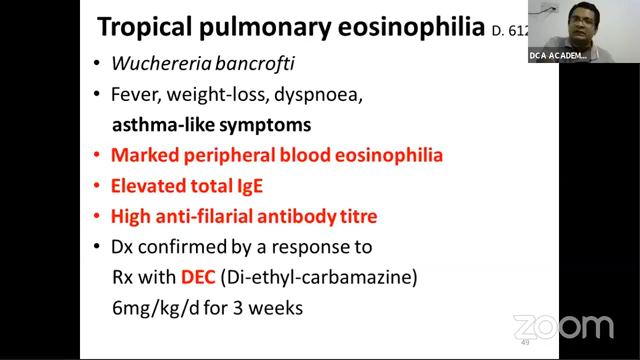 Tropical pulmonary eosinophilia D. 612
DCA ACADEM...
• Wuchereria bancrofti
• Fever, weight-loss, dyspnoea,
asthma-like symptoms
• Marked peripheral blood eosinophilia
• Elevated total IgE
• High anti-filarial antibody titre
• Dx confirmed by a response to
Rx with DEC (Di-ethyl-carbamazine)
6mg/kg/d for 3 weeks
zoom
49